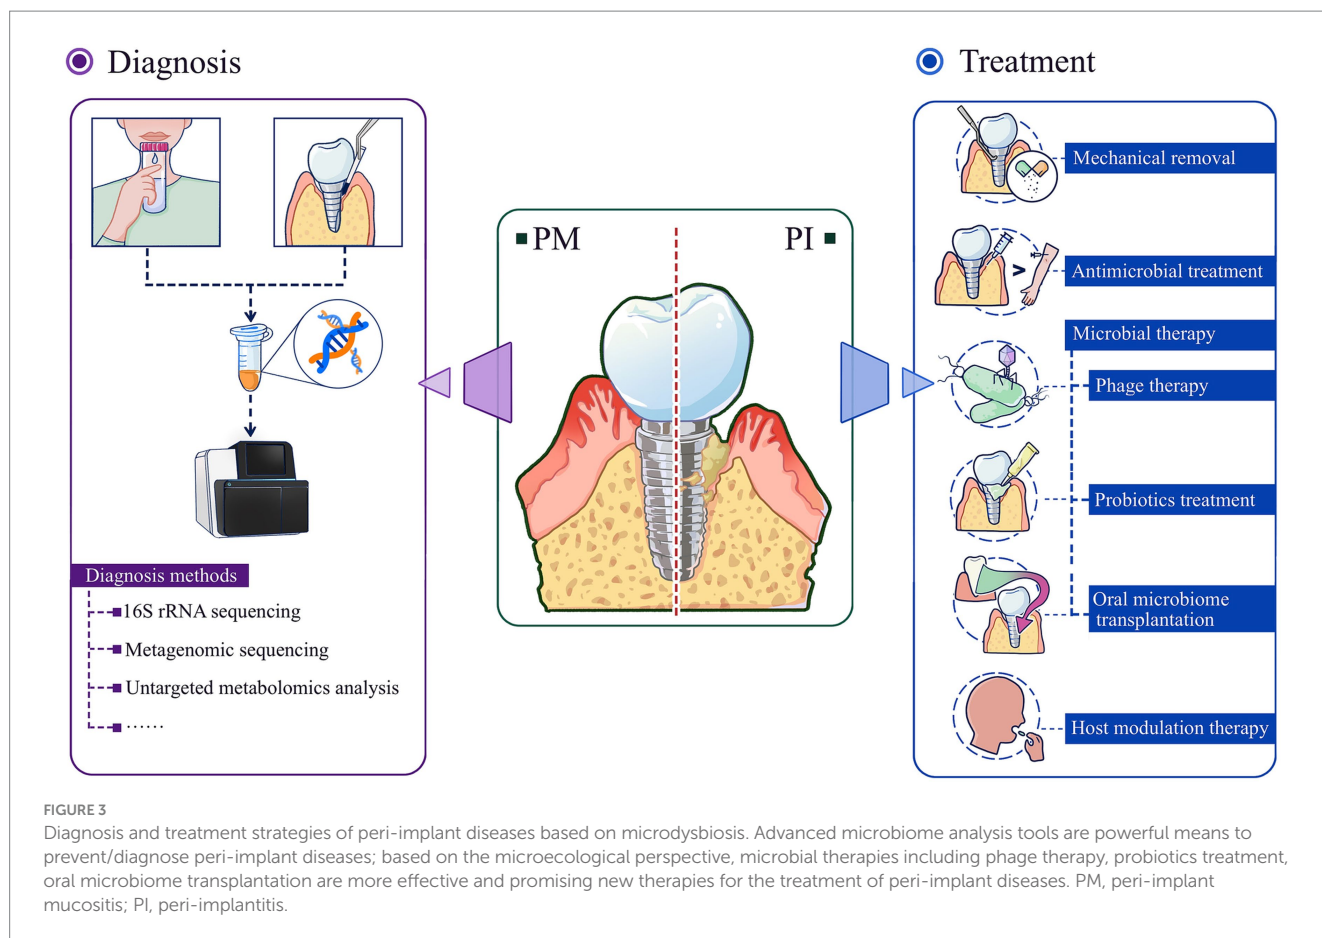 Diagnosis
Treatment
PM
PI
Mechanical removal
>
Antimicrobial treatment
Microbial therapy
Phage therapy
Probiotics treatment
Oral microbiome
transplantation
Host modulation therapy
Diagnosis methods
16S rRNA sequencing
Metagenomic sequencing
Untargeted metabolomics analysis
······
FIGURE 3
Diagnosis and treatment strategies of peri-implant diseases based on microdysbiosis. Advanced microbiome analysis tools are powerful means to
prevent/diagnose peri-implant diseases; based on the microecological perspective, microbial therapies including phage therapy, probiotics treatment,
oral microbiome transplantation are more effective and promising new therapies for the treatment of peri-implant diseases. PM, peri-implant
mucositis; PI, peri-implantitis.